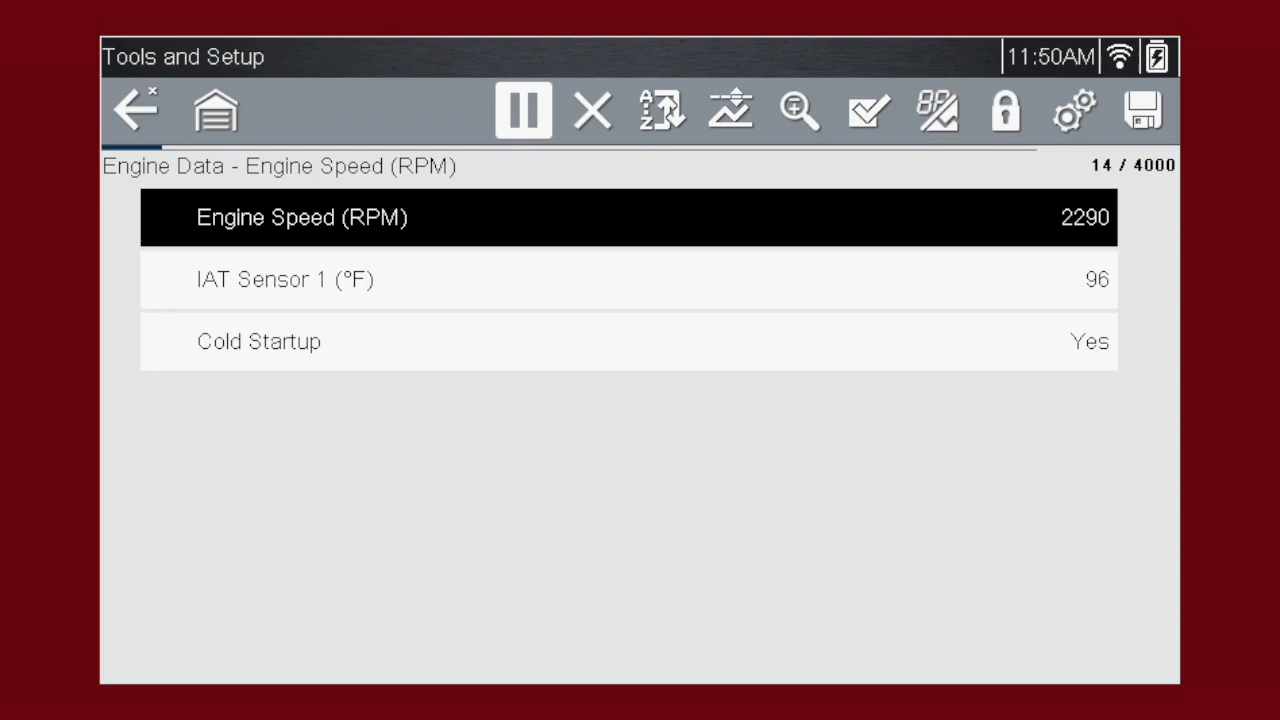 Tools and Setup 11:50AM
Engine Data - Engine Speed (RPM) 14 / 4000
Engine Speed (RPM) 2290
IAT Sensor 1 (°F) 96
Cold Startup Yes